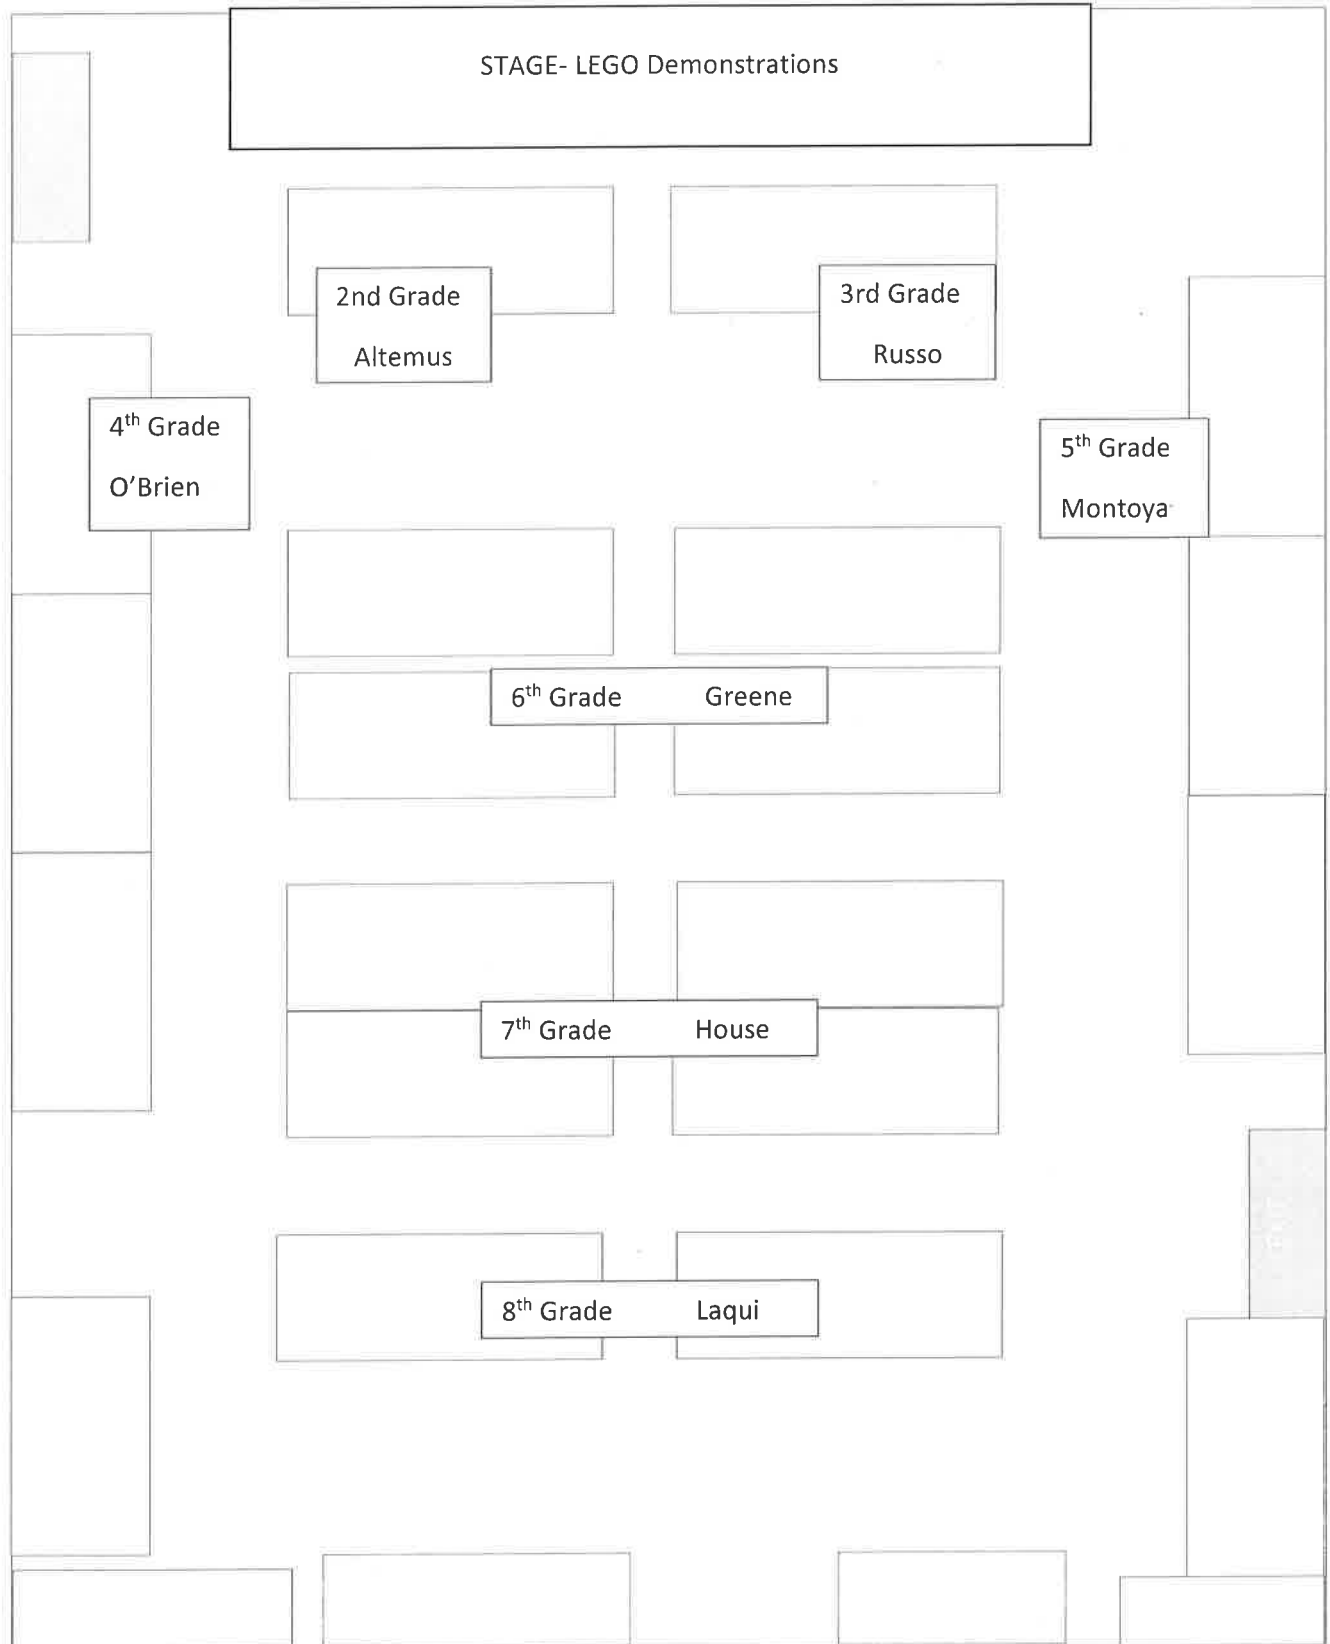 STAGE- LEGO Demonstrations
2nd Grade
Altemus
3rd Grade
Russo
4th Grade
O'Brien
5th Grade
Montoya
6th Grade Greene
7th Grade House
8th Grade Laqui